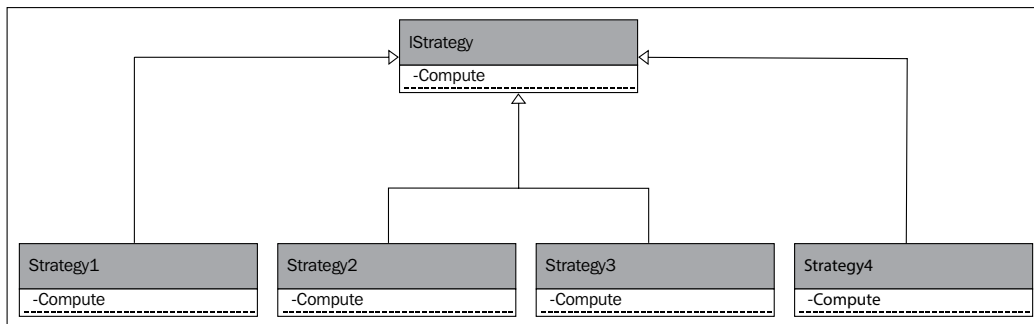 IStrategy
-Compute
Strategy1
-Compute
Strategy2
-Compute
Strategy3
-Compute
Strategy4
-Compute